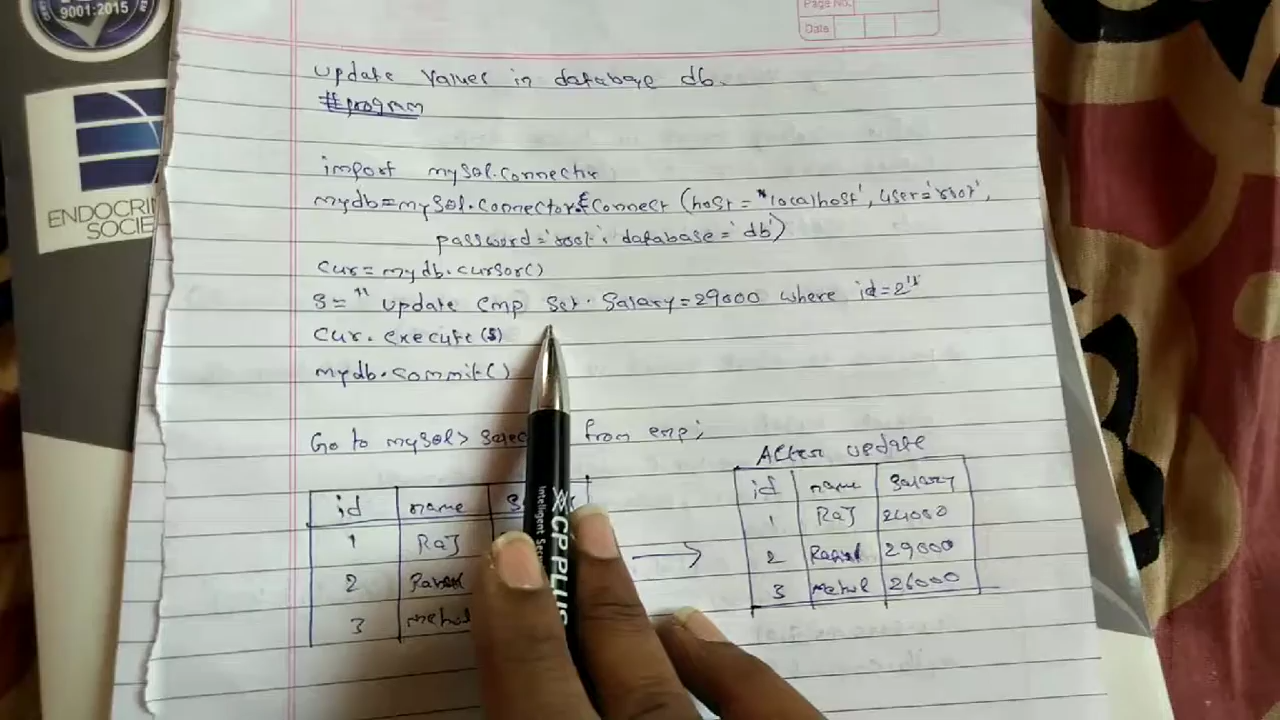 9001:2015
Page No.
Date
update values in database db.
#program
import mysql.connector
mydb=mysql.connector.connect (host='localhost', user='root',
password='root', database='db')
cur=mydb.cursor()
s=" update emp set salary=29000 where id=2"
cur.execute(s)
mydb.commit()
Go to mysql> select from emp;
After update
id name
1 Raj
2
3 mehul
id name salary
1 Raj 24000
2 29000
3 mehul 26000
ENDOCRI
SOCIE
CP PLUS
Intelligent Sec